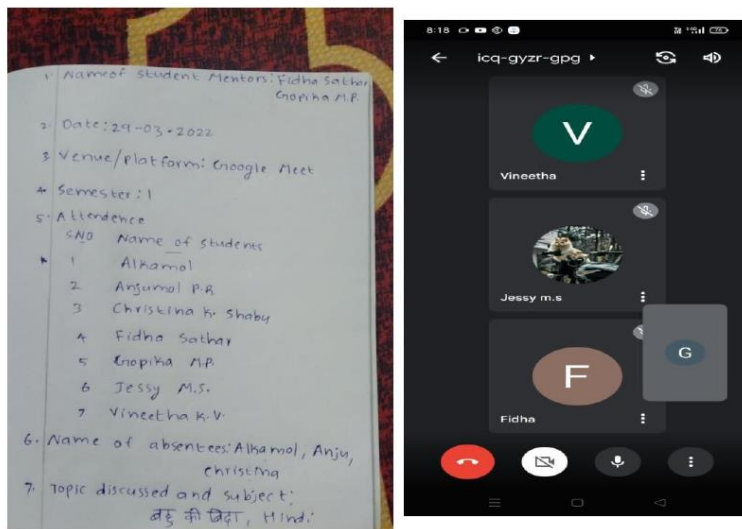 1. Name of Student Mentors: Fidha Sathar
Gopika M.P.
2. Date: 29-03-2022
3 Venue/Platform: Google Meet
4 Semester: 1
5. Attendence
S.NO Name of students
1 Alkamol
2 Anjumol P.R
3 Christina K. Shabu
4 Fidha Sathar
5 Gopika M.P.
6 Jessy M.S.
7 Vineetha K.V.
6. Name of absentees: Alkamol, Anju,
christina
7. Topic discussed and subject:
बहू की विदा, Hindi
8:18
icq-gyzr-gpg
V
Vineetha
Jessy m.s
G
F
Fidha